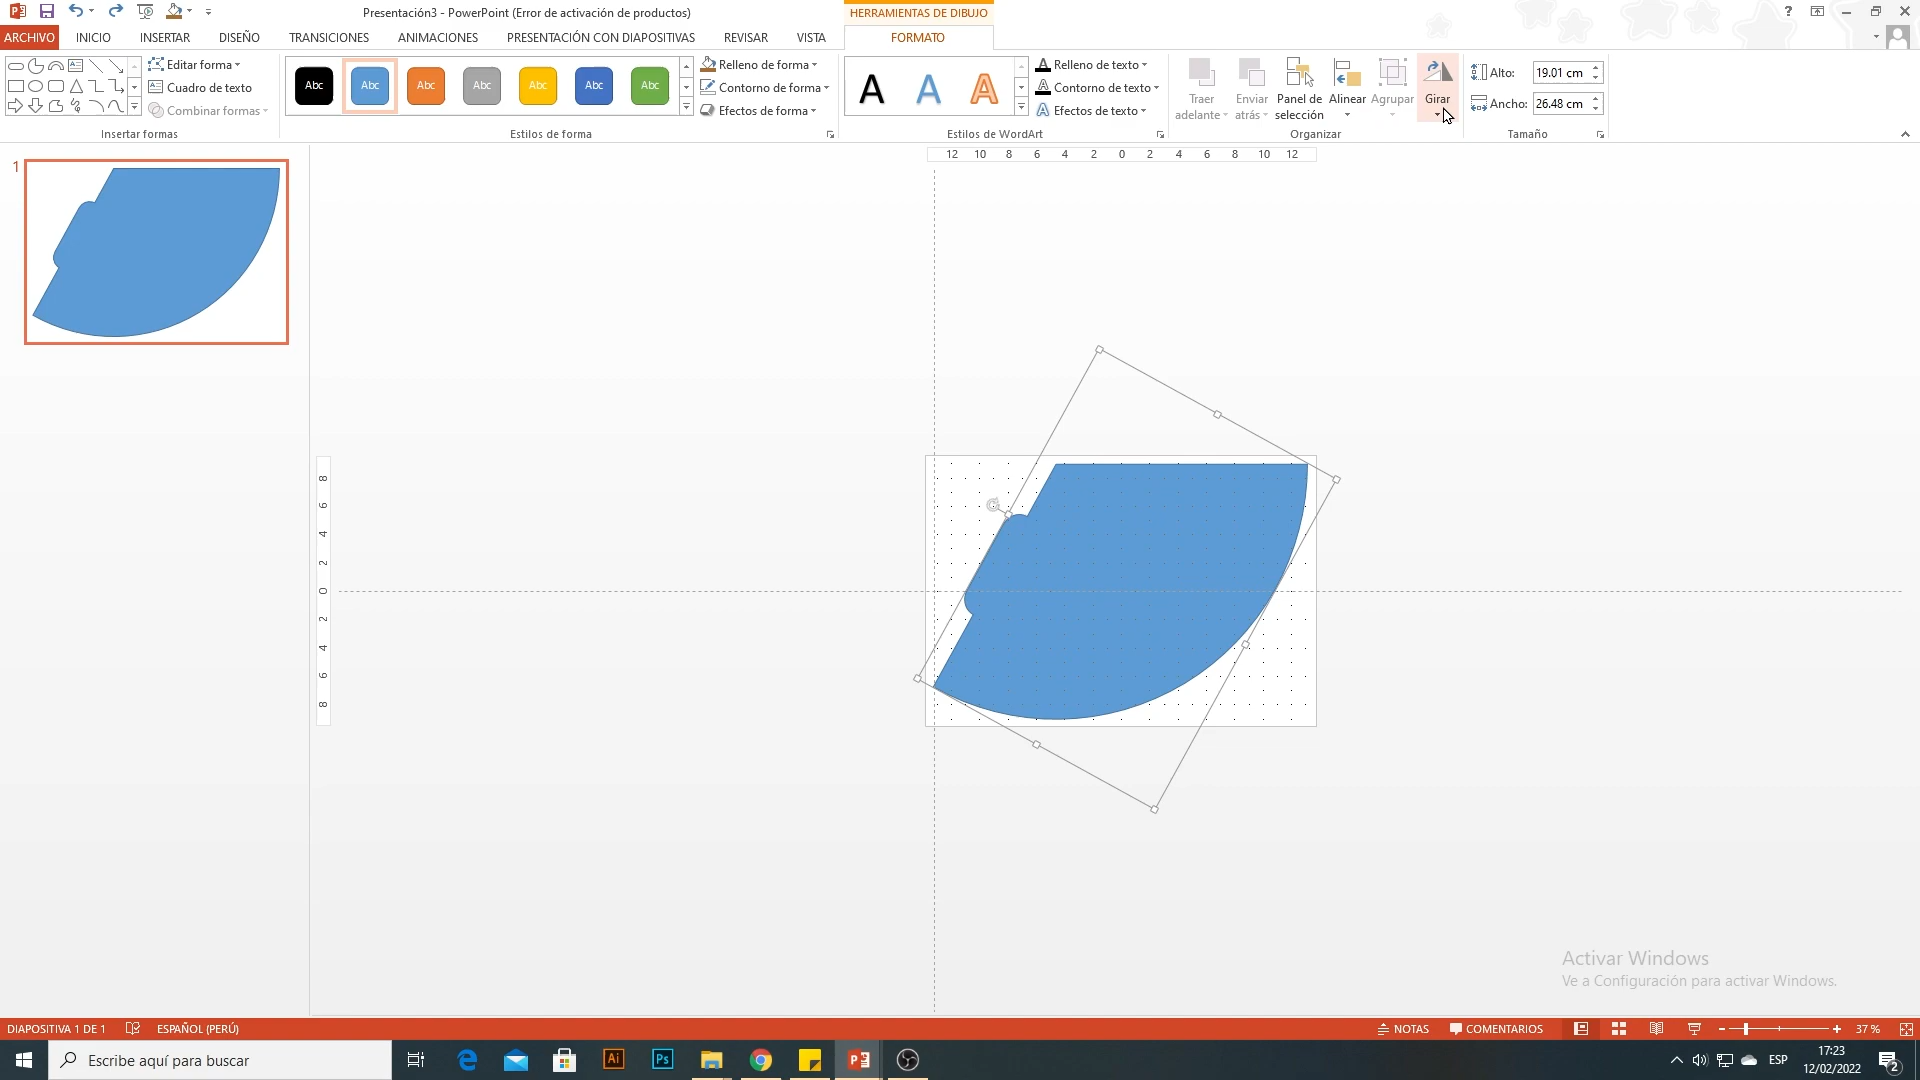 Presentación3 - PowerPoint (Error de activación de productos)
HERRAMIENTAS DE DIBUJO
ARCHIVO INICIO INSERTAR DISEÑO TRANSICIONES ANIMACIONES PRESENTACIÓN CON DIAPOSITIVAS REVISAR VISTA FORMATO
Editar forma
Cuadro de texto
Combinar formas
Insertar formas
Abc Abc Abc Abc Abc Abc Abc
Relleno de forma
Contorno de forma
Efectos de forma
Estilos de forma
A A A
Relleno de texto
Contorno de texto
Efectos de texto
Estilos de WordArt
Traer adelante
Enviar atrás
Panel de selección
Alinear
Agrupar
Girar
Organizar
Alto: 19.01 cm
Ancho: 26.48 cm
Tamaño
12 10 8 6 4 2 0 2 4 6 8 10 12
1
8
6
4
2
0
2
4
6
8
Activar Windows
Ve a Configuración para activar Windows.
DIAPOSITIVA 1 DE 1 ESPAÑOL (PERÚ) NOTAS COMENTARIOS 37 %
Escribe aquí para buscar
Ai Ps
ESP
17:23
12/02/2022
2